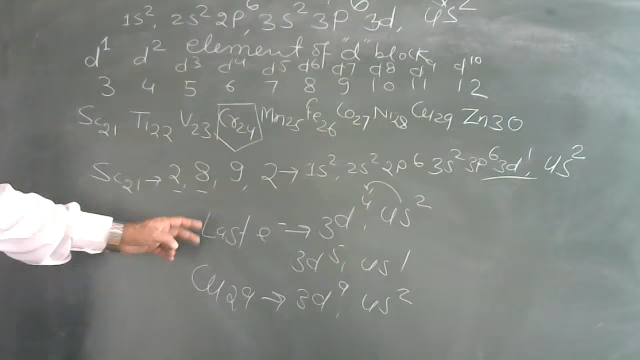 1s², 2s² 2p⁶, 3s² 3p⁶ 3d, 4s²
element of "d" block
d¹ d² d³ d⁴ d⁵ d⁶ d⁷ d⁸ d⁹ d¹⁰
3 4 5 6 7 8 9 10 11 12
Sc21 Ti22 V23 Cr24 Mn25 Fe26 Co27 Ni28 Cu29 Zn30
Sc21 → 2, 8, 9, 2 → 1s², 2s² 2p⁶ 3s² 3p⁶ 3d¹, 4s²
Last e⁻ → 3d⁴, 4s²
3d⁵, 4s1
Cu29 → 3d⁹, 4s²